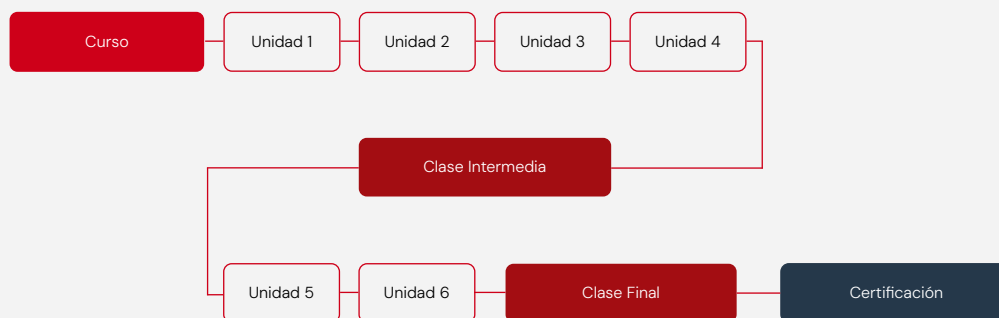 Curso
Unidad 1
Unidad 2
Unidad 3
Unidad 4
Clase Intermedia
Unidad 5
Unidad 6
Clase Final
Certificación